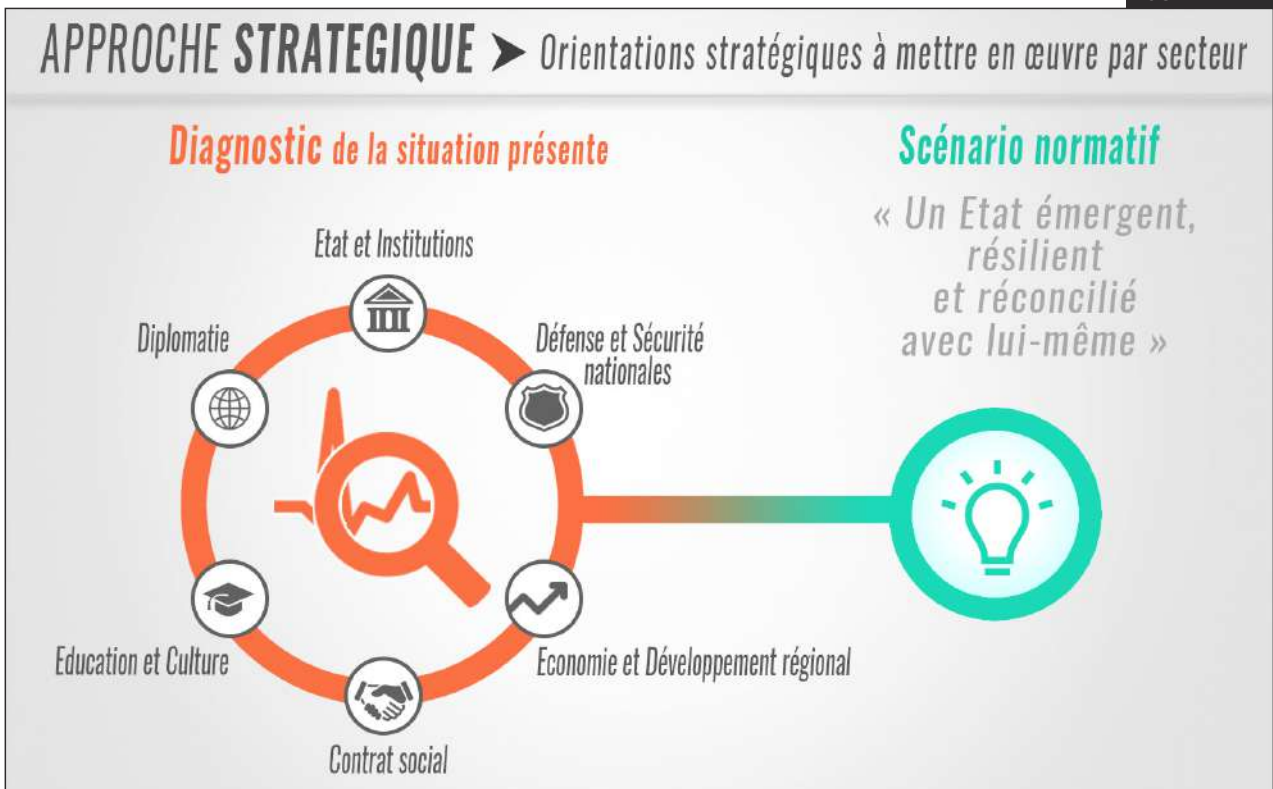 APPROCHE STRATEGIQUE ➤ Orientations stratégiques à mettre en œuvre par secteur
Diagnostic de la situation présente
Etat et Institutions
Diplomatie
Défense et Sécurité
nationales
Education et Culture
Economie et Développement régional
Contrat social
Scénario normatif
« Un Etat émergent,
résilient
et réconcilié
avec lui-même »